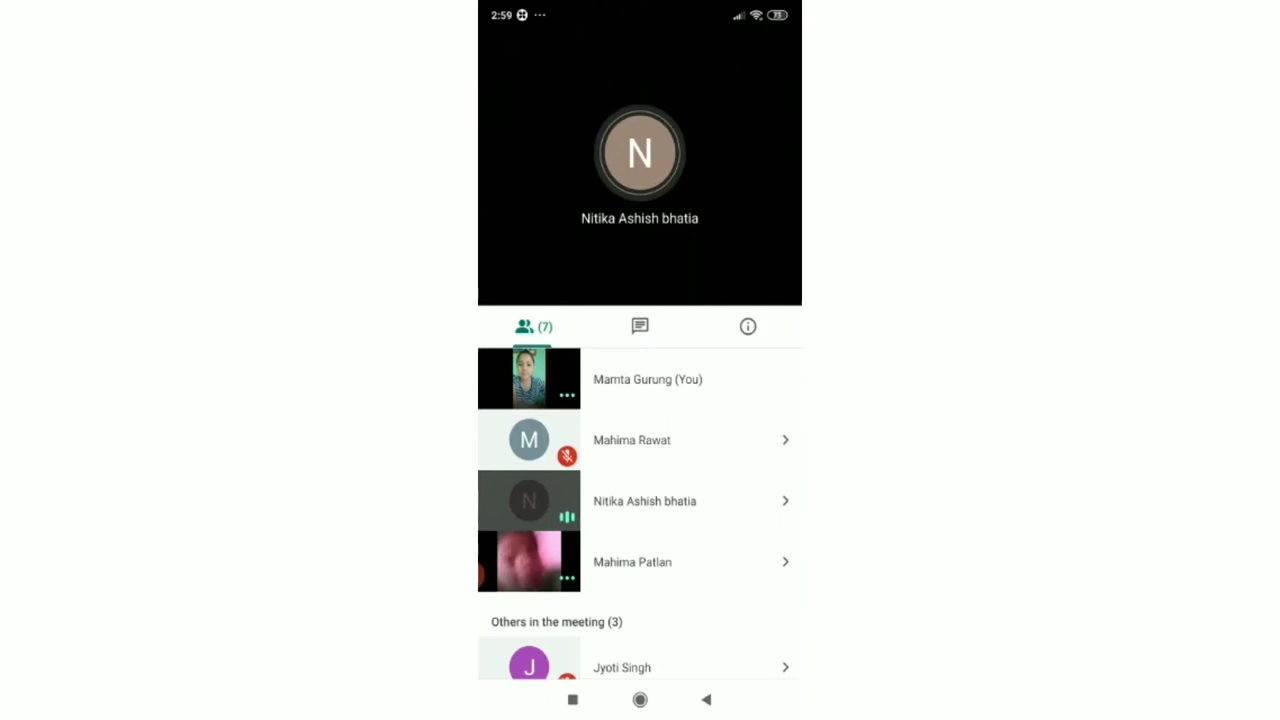 2:59 ... 73
N
Nitika Ashish bhatia
(7)
Mamta Gurung (You)
M
Mahima Rawat
N
Nitika Ashish bhatia
Mahima Patlan
Others in the meeting (3)
J
Jyoti Singh